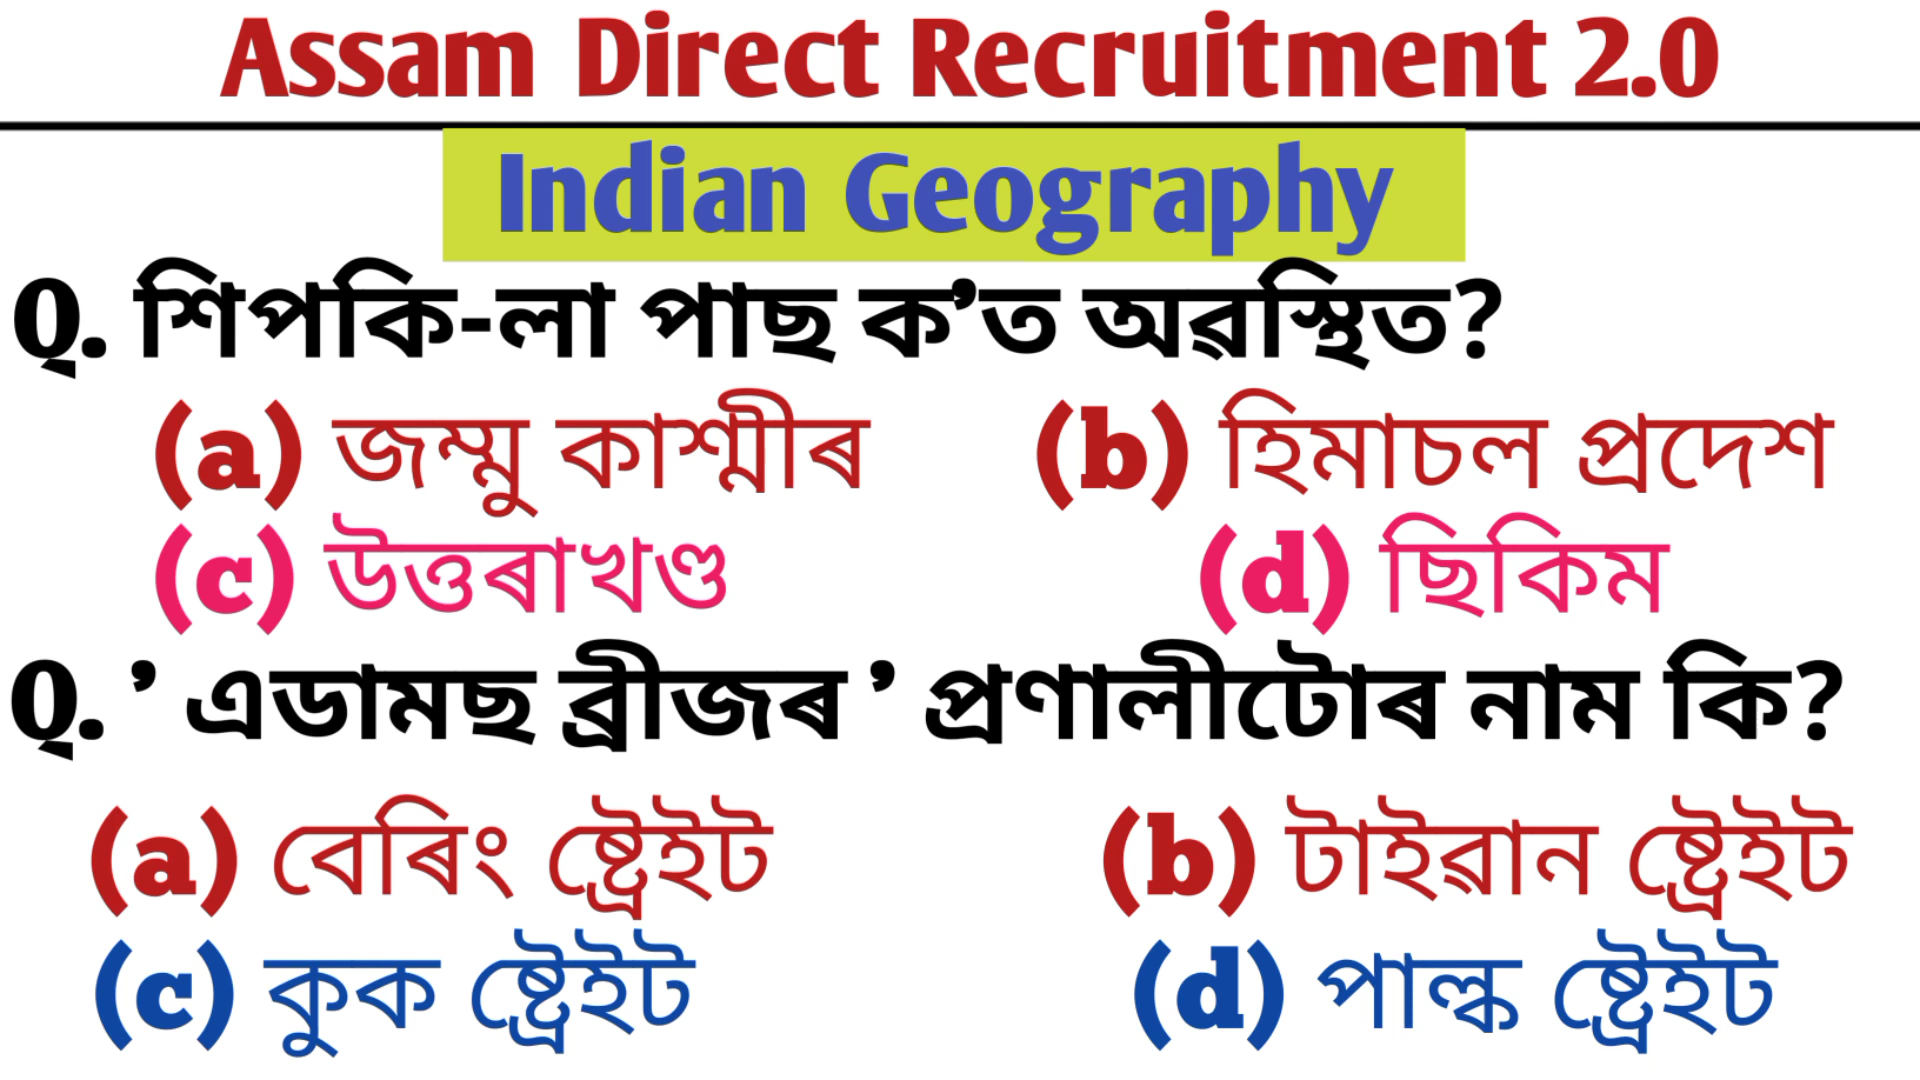 Assam Direct Recruitment 2.0
Indian Geography
Q. শিপকি-লা পাছ ক’ত অৱস্থিত?
(a) জম্মু কাশ্মীৰ (b) হিমাচল প্ৰদেশ
(c) উত্তৰাখণ্ড (d) ছিকিম
Q. ’ এডামছ ব্ৰীজৰ ’ প্ৰণালীটোৰ নাম কি?
(a) বেৰিং ষ্ট্ৰেইট (b) টাইৱান ষ্ট্ৰেইট
(c) কুক ষ্ট্ৰেইট (d) পাল্ক ষ্ট্ৰেইট